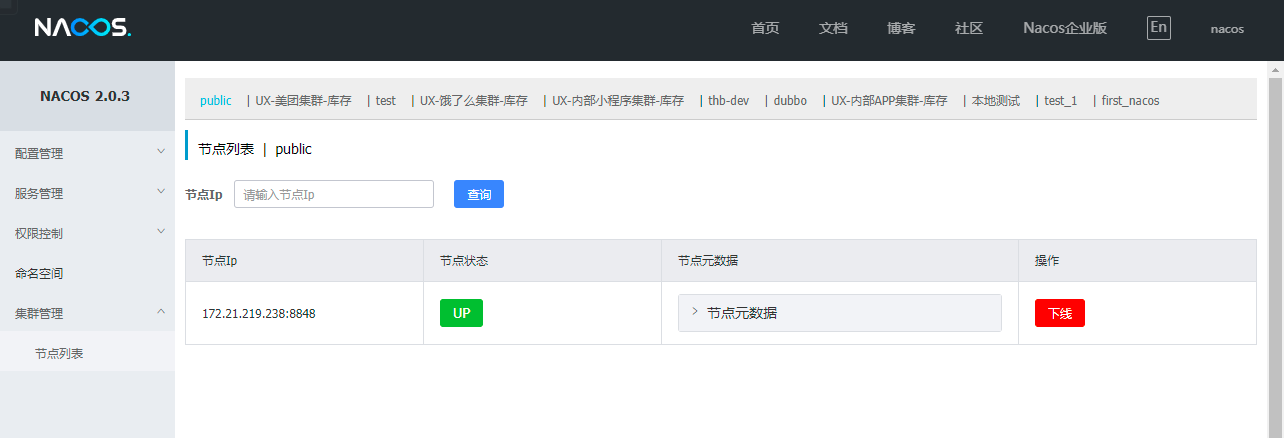 NACOS. 首页 文档 博客 社区 Nacos企业版 En nacos
NACOS 2.0.3
配置管理
服务管理
权限控制
命名空间
集群管理
节点列表
public | UX-美团集群-库存 | test | UX-饿了么集群-库存 | UX-内部小程序集群-库存 | thb-dev | dubbo | UX-内部APP集群-库存 | 本地测试 | test_1 | first_nacos
节点列表 | public
节点Ip 请输入节点Ip 查询
节点Ip 节点状态 节点元数据 操作
172.21.219.238:8848 UP 节点元数据 下线